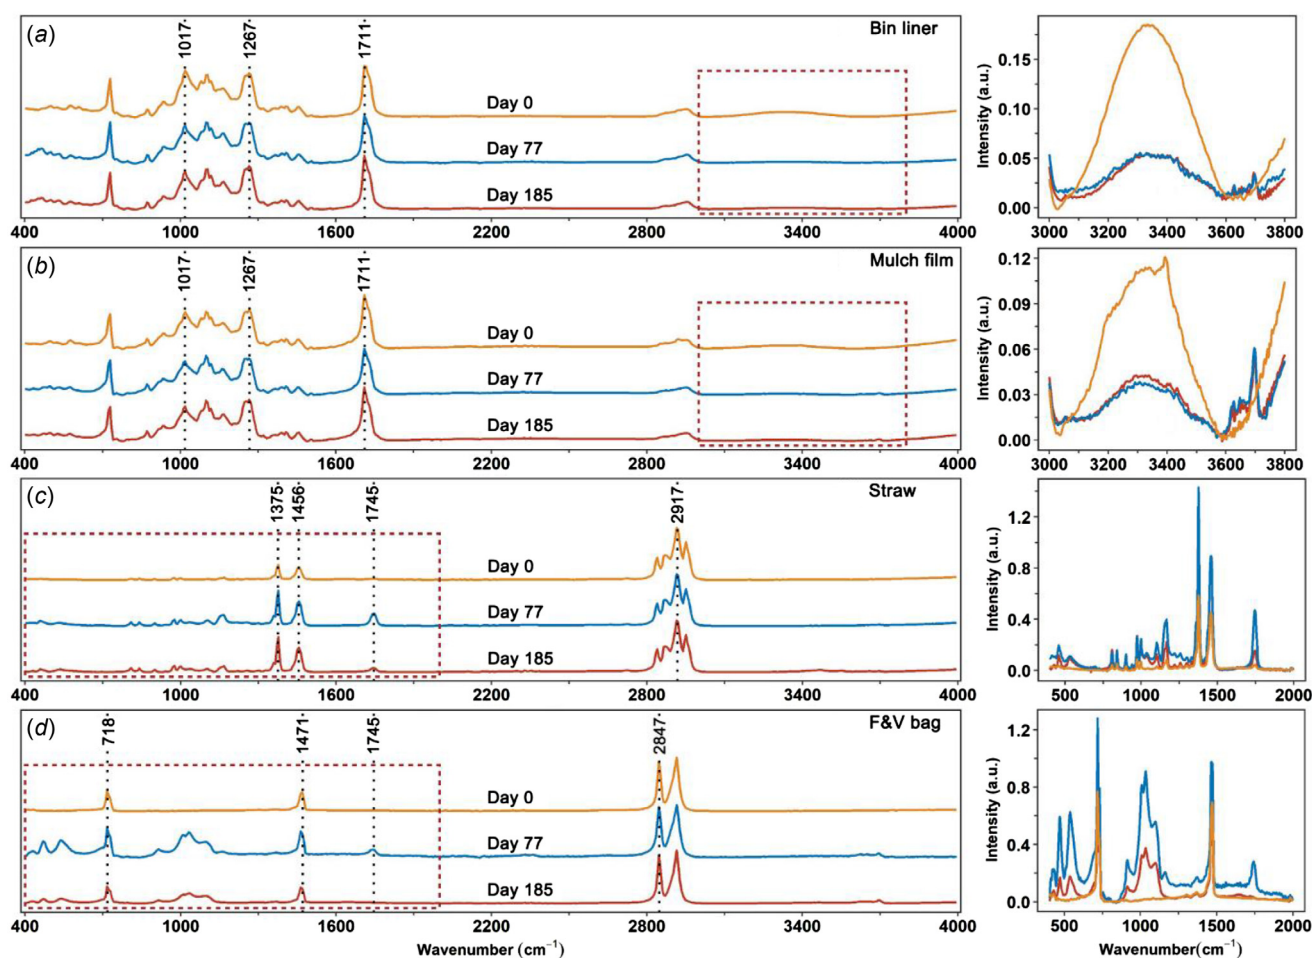 (a)
1017
1267
1711
Bin liner
Day 0
Day 77
Day 185
400 1000 1600 2200 2800 3400 4000
Intensity (a.u.)
0.15
0.10
0.05
0.00
3000 3200 3400 3600 3800
(b)
1017
1267
1711
Mulch film
Day 0
Day 77
Day 185
400 1000 1600 2200 2800 3400 4000
Intensity (a.u.)
0.12
0.09
0.06
0.03
0.00
3000 3200 3400 3600 3800
(c)
1375
1456
1745
2917
Straw
Day 0
Day 77
Day 185
400 1000 1600 2200 2800 3400 4000
Intensity (a.u.)
1.2
0.8
0.4
0.0
500 1000 1500 2000
(d)
718
1471
1745
2847
F&V bag
Day 0
Day 77
Day 185
400 1000 1600 2200 2800 3400 4000
Wavenumber (cm⁻¹)
Intensity (a.u.)
1.2
0.8
0.4
0.0
500 1000 1500 2000
Wavenumber(cm⁻¹)